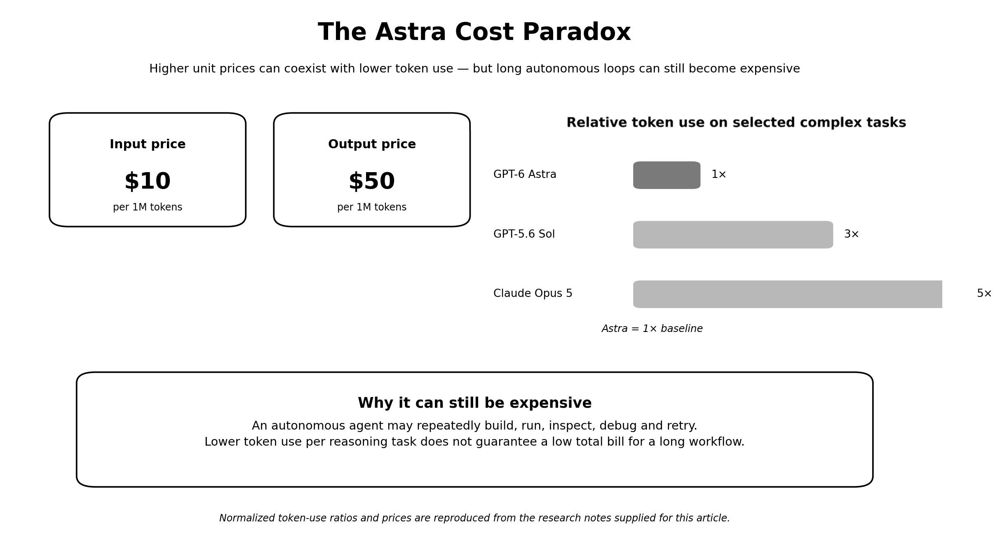 The Astra Cost Paradox
Higher unit prices can coexist with lower token use — but long autonomous loops can still become expensive
Input price
$10
per 1M tokens
Output price
$50
per 1M tokens
Relative token use on selected complex tasks
GPT-6 Astra
1×
GPT-5.6 Sol
3×
Claude Opus 5
5×
Astra = 1× baseline
Why it can still be expensive
An autonomous agent may repeatedly build, run, inspect, debug and retry.
Lower token use per reasoning task does not guarantee a low total bill for a long workflow.
Normalized token-use ratios and prices are reproduced from the research notes supplied for this article.